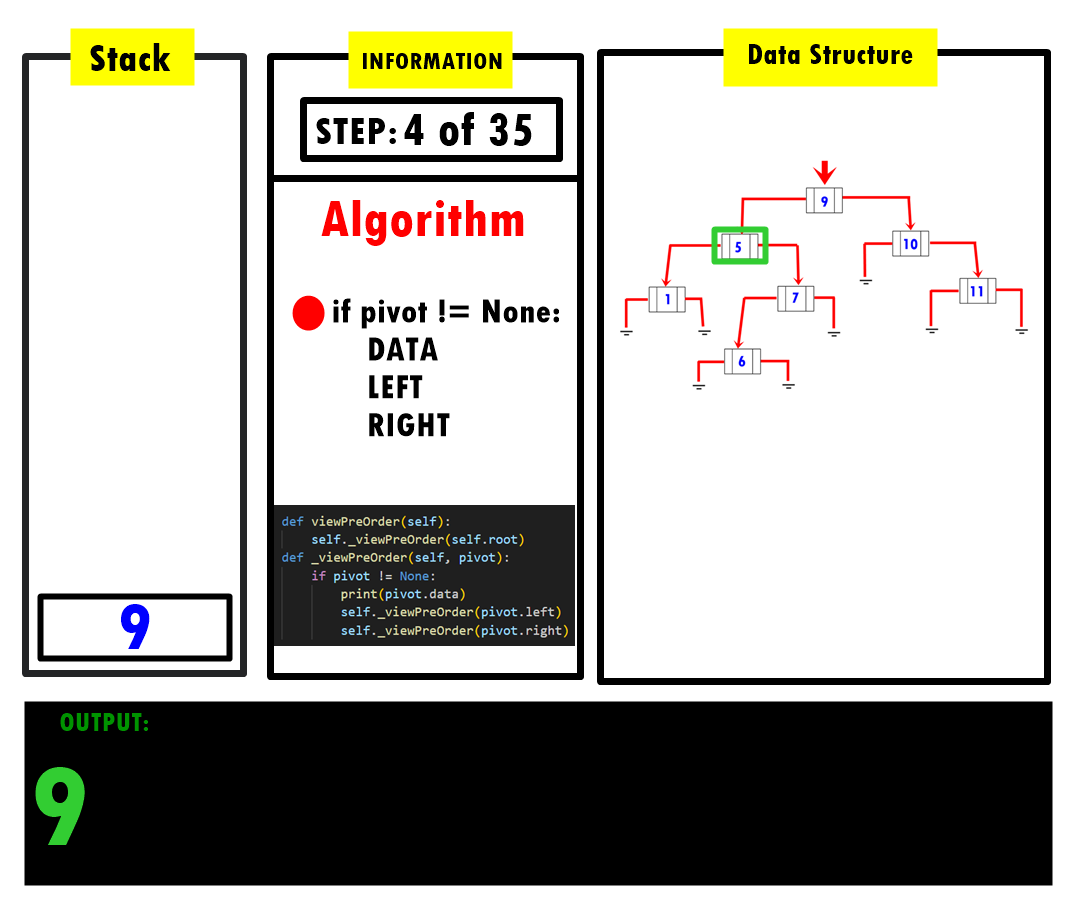 Stack
9
INFORMATION
STEP: 4 of 35
Algorithm
if pivot != None:
DATA
LEFT
RIGHT
def viewPreOrder(self):
self._viewPreOrder(self.root)
def _viewPreOrder(self, pivot):
if pivot != None:
print(pivot.data)
self._viewPreOrder(pivot.left)
self._viewPreOrder(pivot.right)
Data Structure
9
5
10
1
7
11
6
OUTPUT:
9